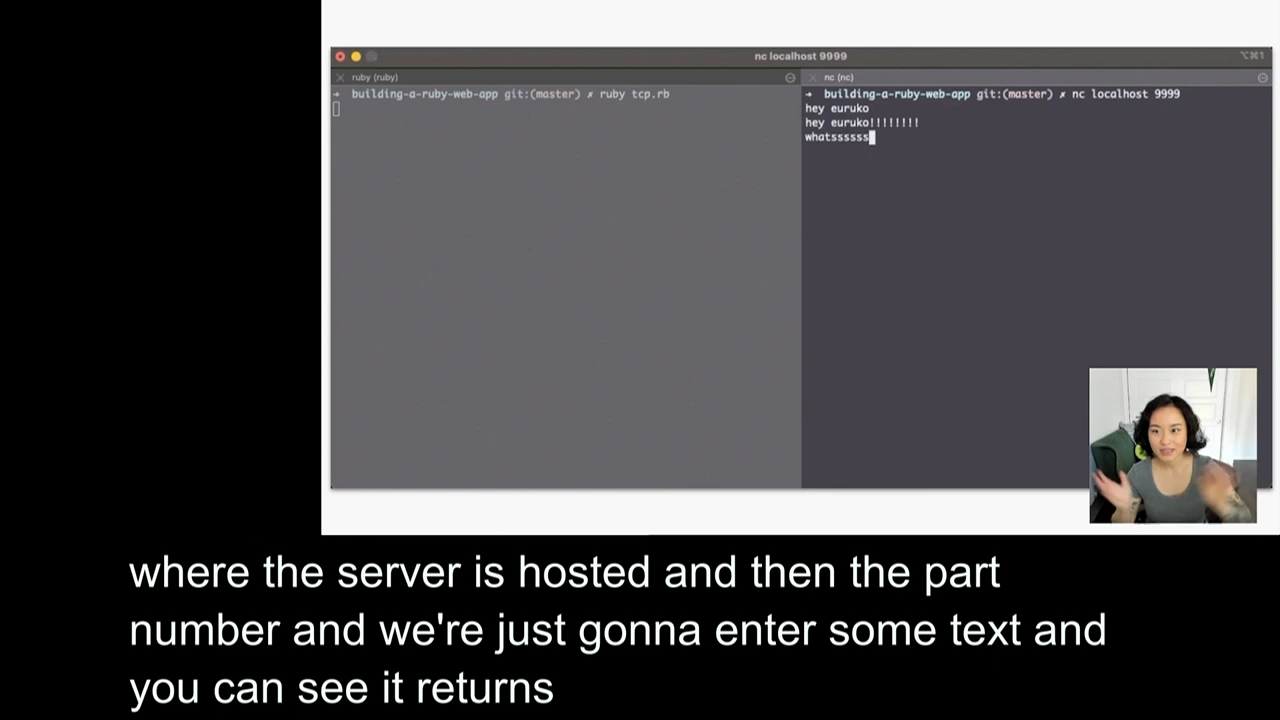 nc localhost 9999
⌥⌘1
ruby (ruby)
nc (nc)
➜ building-a-ruby-web-app git:(master) ✗ ruby tcp.rb
➜ building-a-ruby-web-app git:(master) ✗ nc localhost 9999
hey euruko
hey euruko!!!!!!!!
whatssssss
where the server is hosted and then the part
number and we're just gonna enter some text and
you can see it returns